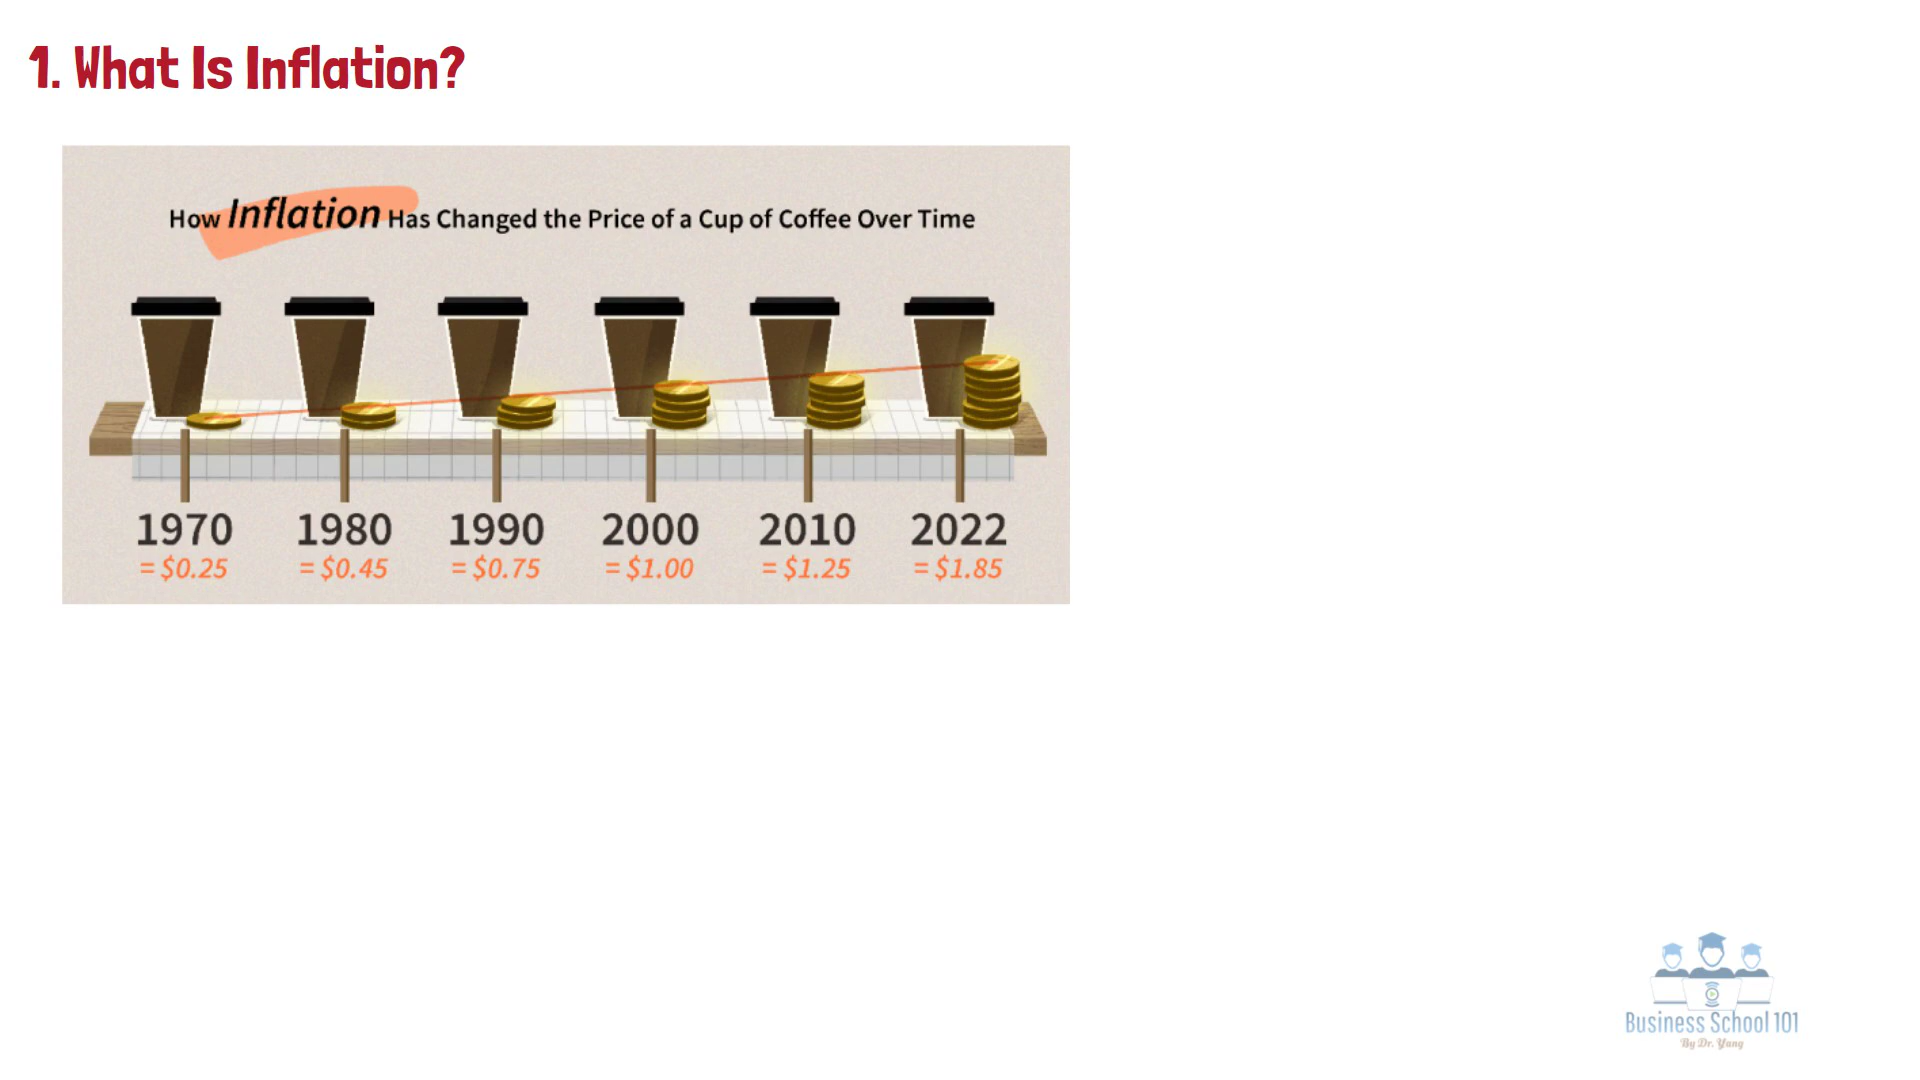 1. What Is Inflation?
How Inflation Has Changed the Price of a Cup of Coffee Over Time
1970 1980 1990 2000 2010 2022
= $0.25 = $0.45 = $0.75 = $1.00 = $1.25 = $1.85
Business School 101
By Dr. Yang